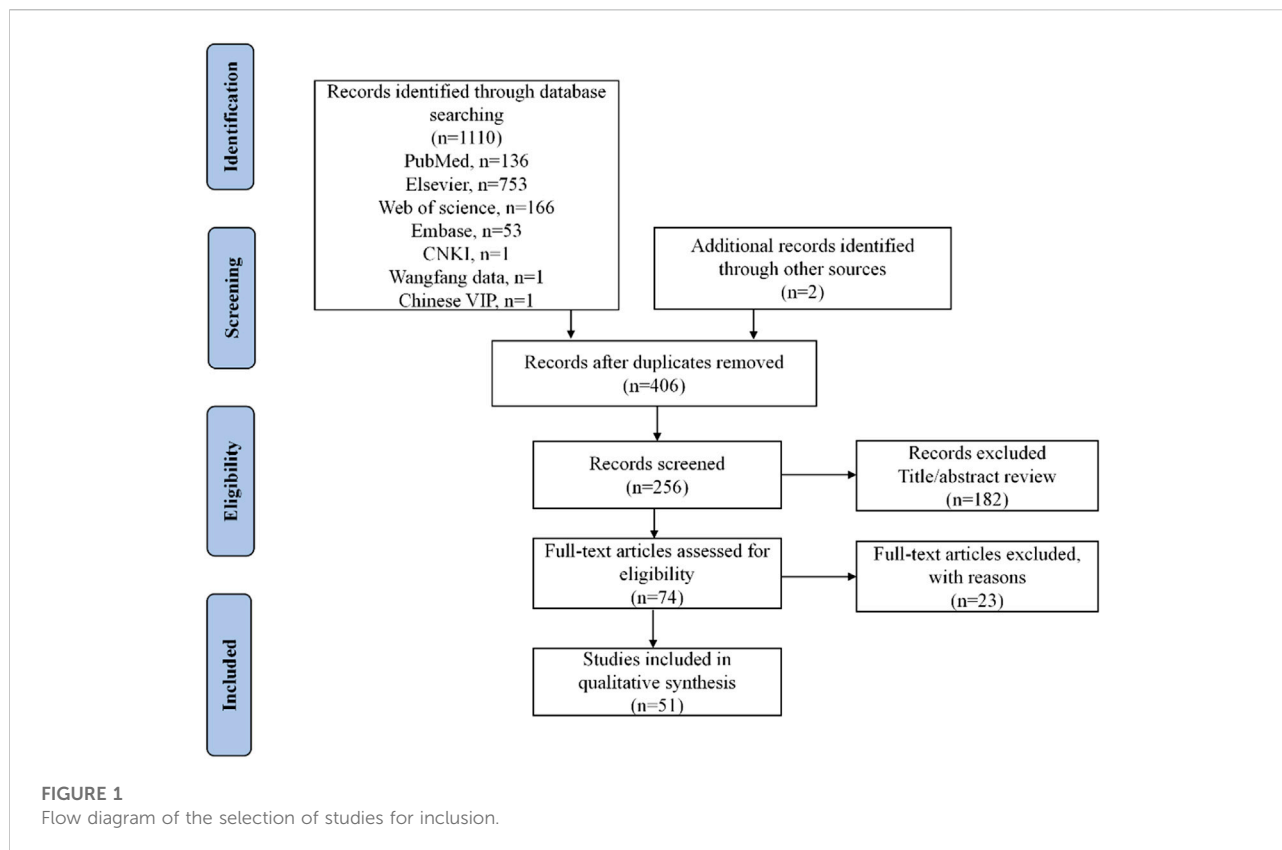 Identification
Records identified through database
searching
(n=1110)
PubMed, n=136
Elsevier, n=753
Web of science, n=166
Embase, n=53
CNKI, n=1
Wangfang data, n=1
Chinese VIP, n=1
Screening
Additional records identified
through other sources
(n=2)
Records after duplicates removed
(n=406)
Eligibility
Records screened
(n=256)
Records excluded
Title/abstract review
(n=182)
Full-text articles assessed for
eligibility
(n=74)
Full-text articles excluded,
with reasons
(n=23)
Included
Studies included in
qualitative synthesis
(n=51)
FIGURE 1
Flow diagram of the selection of studies for inclusion.